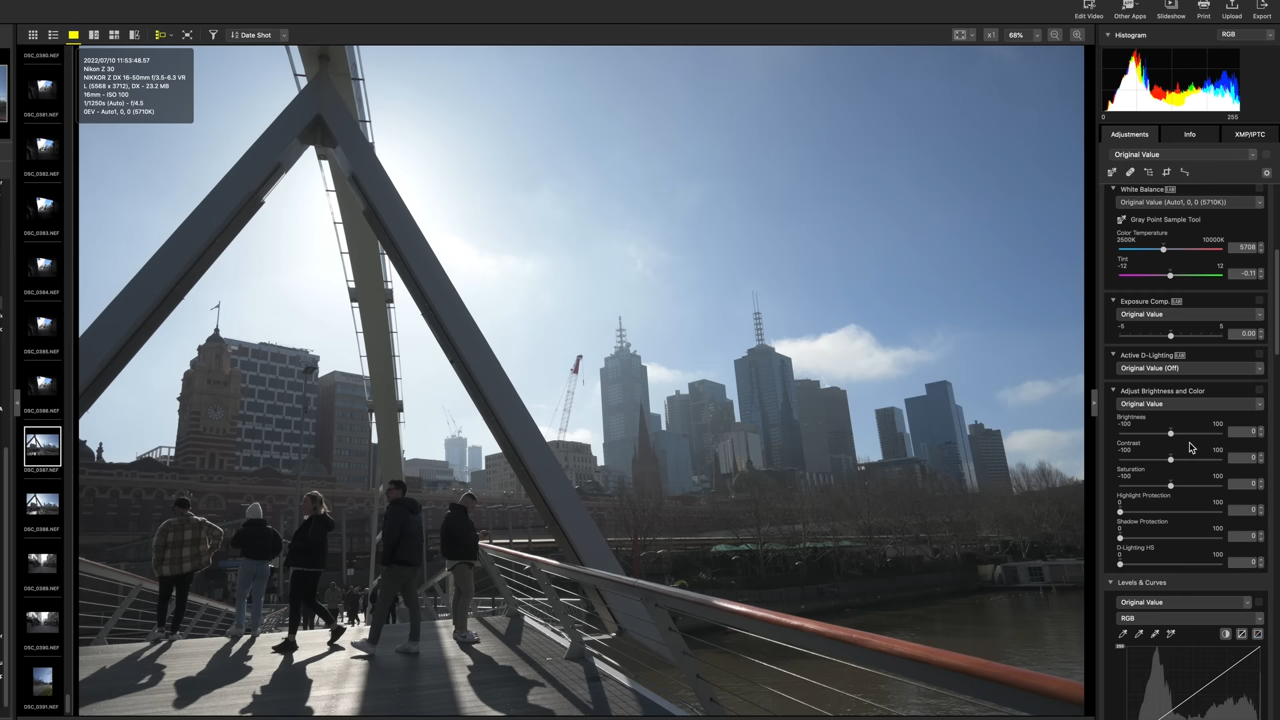 Edit Video
Other Apps
Slideshow
Print
Upload
Export
Date Shot
x1
68%
Histogram
RGB
DSC_0380.NEF
DSC_0381.NEF
DSC_0382.NEF
DSC_0383.NEF
DSC_0384.NEF
DSC_0385.NEF
DSC_0386.NEF
DSC_0387.NEF
DSC_0388.NEF
DSC_0389.NEF
DSC_0390.NEF
DSC_0391.NEF
2022/07/10 11:53:48.57
Nikon Z 30
NIKKOR Z DX 16-50mm f/3.5-6.3 VR
L (5568 x 3712), DX - 23.2 MB
16mm - ISO 100
1/1250s (Auto) - f/4.5
0EV - Auto1, 0, 0 (5710K)
0
255
Adjustments
Info
XMP/IPTC
Original Value
White Balance RAW
Original Value (Auto1, 0, 0 (5710K))
Gray Point Sample Tool
Color Temperature
2500K
10000K
5708
Tint
-12
12
-0.11
Exposure Comp. RAW
Original Value
-5
5
0.00
Active D-Lighting RAW
Original Value (Off)
Adjust Brightness and Color
Original Value
Brightness
-100
100
0
Contrast
-100
100
0
Saturation
-100
100
0
Highlight Protection
0
100
0
Shadow Protection
0
100
0
D-Lighting HS
0
100
0
Levels & Curves
Original Value
RGB
255